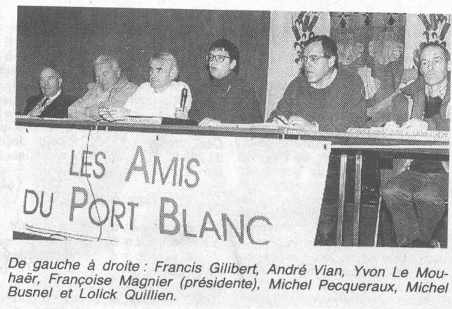 LES AMIS
DU PORT BLANC
De gauche à droite : Francis Gilibert, André Vian, Yvon Le Mou-
haër, Françoise Magnier (présidente), Michel Pecqueraux, Michel
Busnel et Lolick Quillien.